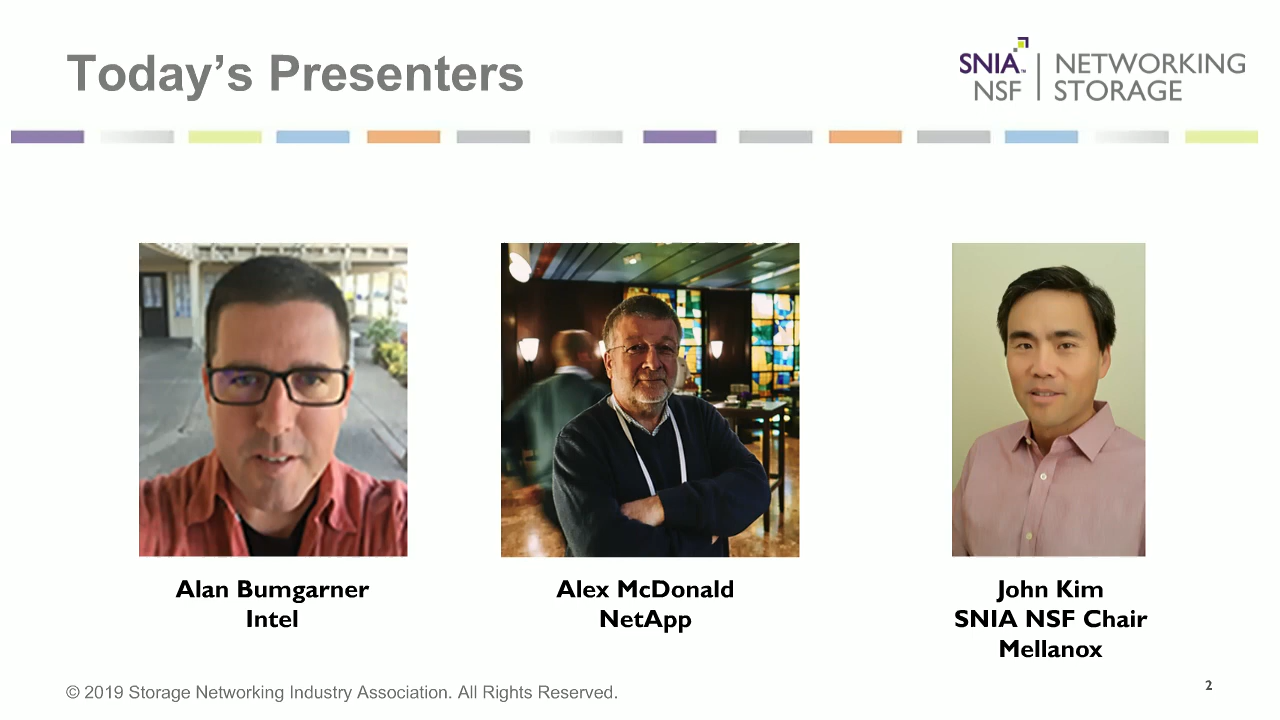 Today’s Presenters
SNIA™ | NETWORKING
NSF | STORAGE
Alan Bumgarner
Intel
Alex McDonald
NetApp
John Kim
SNIA NSF Chair
Mellanox
© 2019 Storage Networking Industry Association. All Rights Reserved.
2